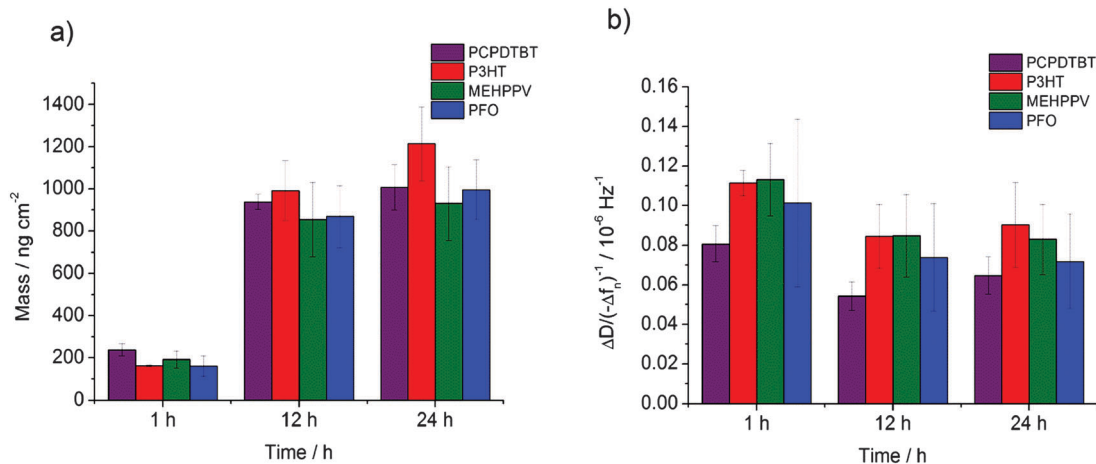 a)
PCPDTBT
P3HT
MEHPPV
PFO
Mass / ng cm⁻²
1400
1200
1000
800
600
400
200
0
1 h
12 h
24 h
Time / h
b)
PCPDTBT
P3HT
MEHPPV
PFO
ΔD/(-Δfₙ)⁻¹ / 10⁻⁶ Hz⁻¹
0.16
0.14
0.12
0.10
0.08
0.06
0.04
0.02
0.00
1 h
12 h
24 h
Time / h